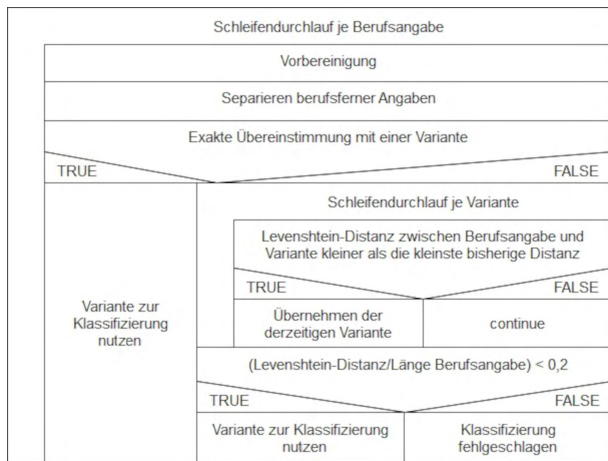 Schleifendurchlauf je Berufsangabe
Vorbereinigung
Separieren berufsferner Angaben
Exakte Übereinstimmung mit einer Variante
TRUE
FALSE
Variante zur
Klassifizierung
nutzen
Schleifendurchlauf je Variante
Levenshtein-Distanz zwischen Berufsangabe und
Variante kleiner als die kleinste bisherige Distanz
TRUE
FALSE
Übernehmen der
derzeitigen Variante
continue
(Levenshtein-Distanz/Länge Berufsangabe) < 0,2
TRUE
FALSE
Variante zur Klassifizierung
nutzen
Klassifizierung
fehlgeschlagen